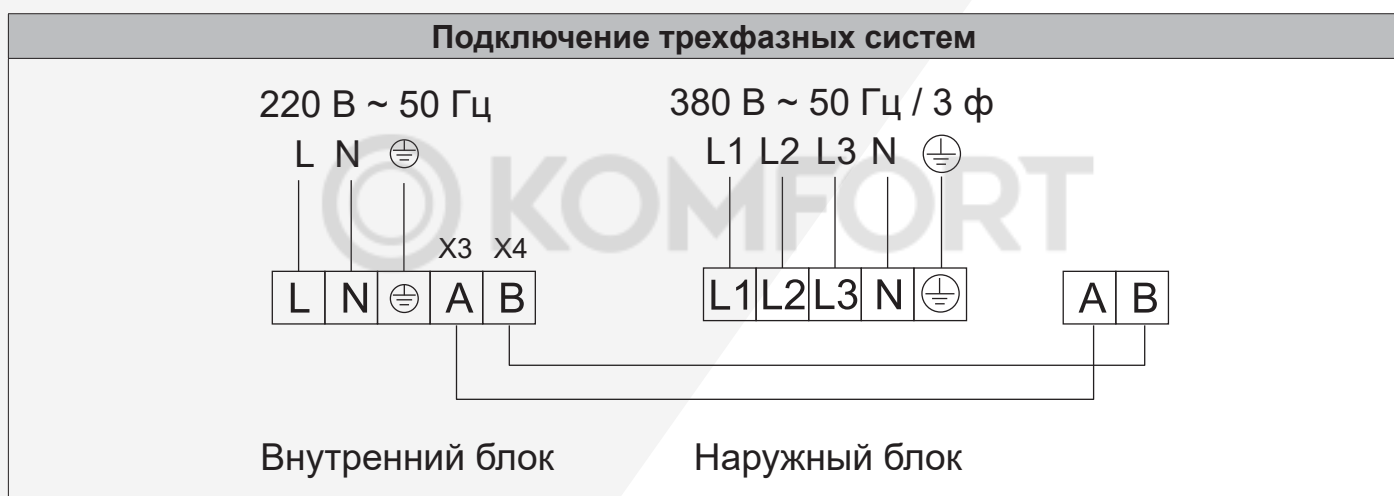 Подключение трехфазных систем
220 В ~ 50 Гц
380 В ~ 50 Гц / 3 ф
L N
L1 L2 L3 N
KOMFORT
X3 X4
L N A B
L1 L2 L3 N
A B
Внутренний блок
Наружный блок